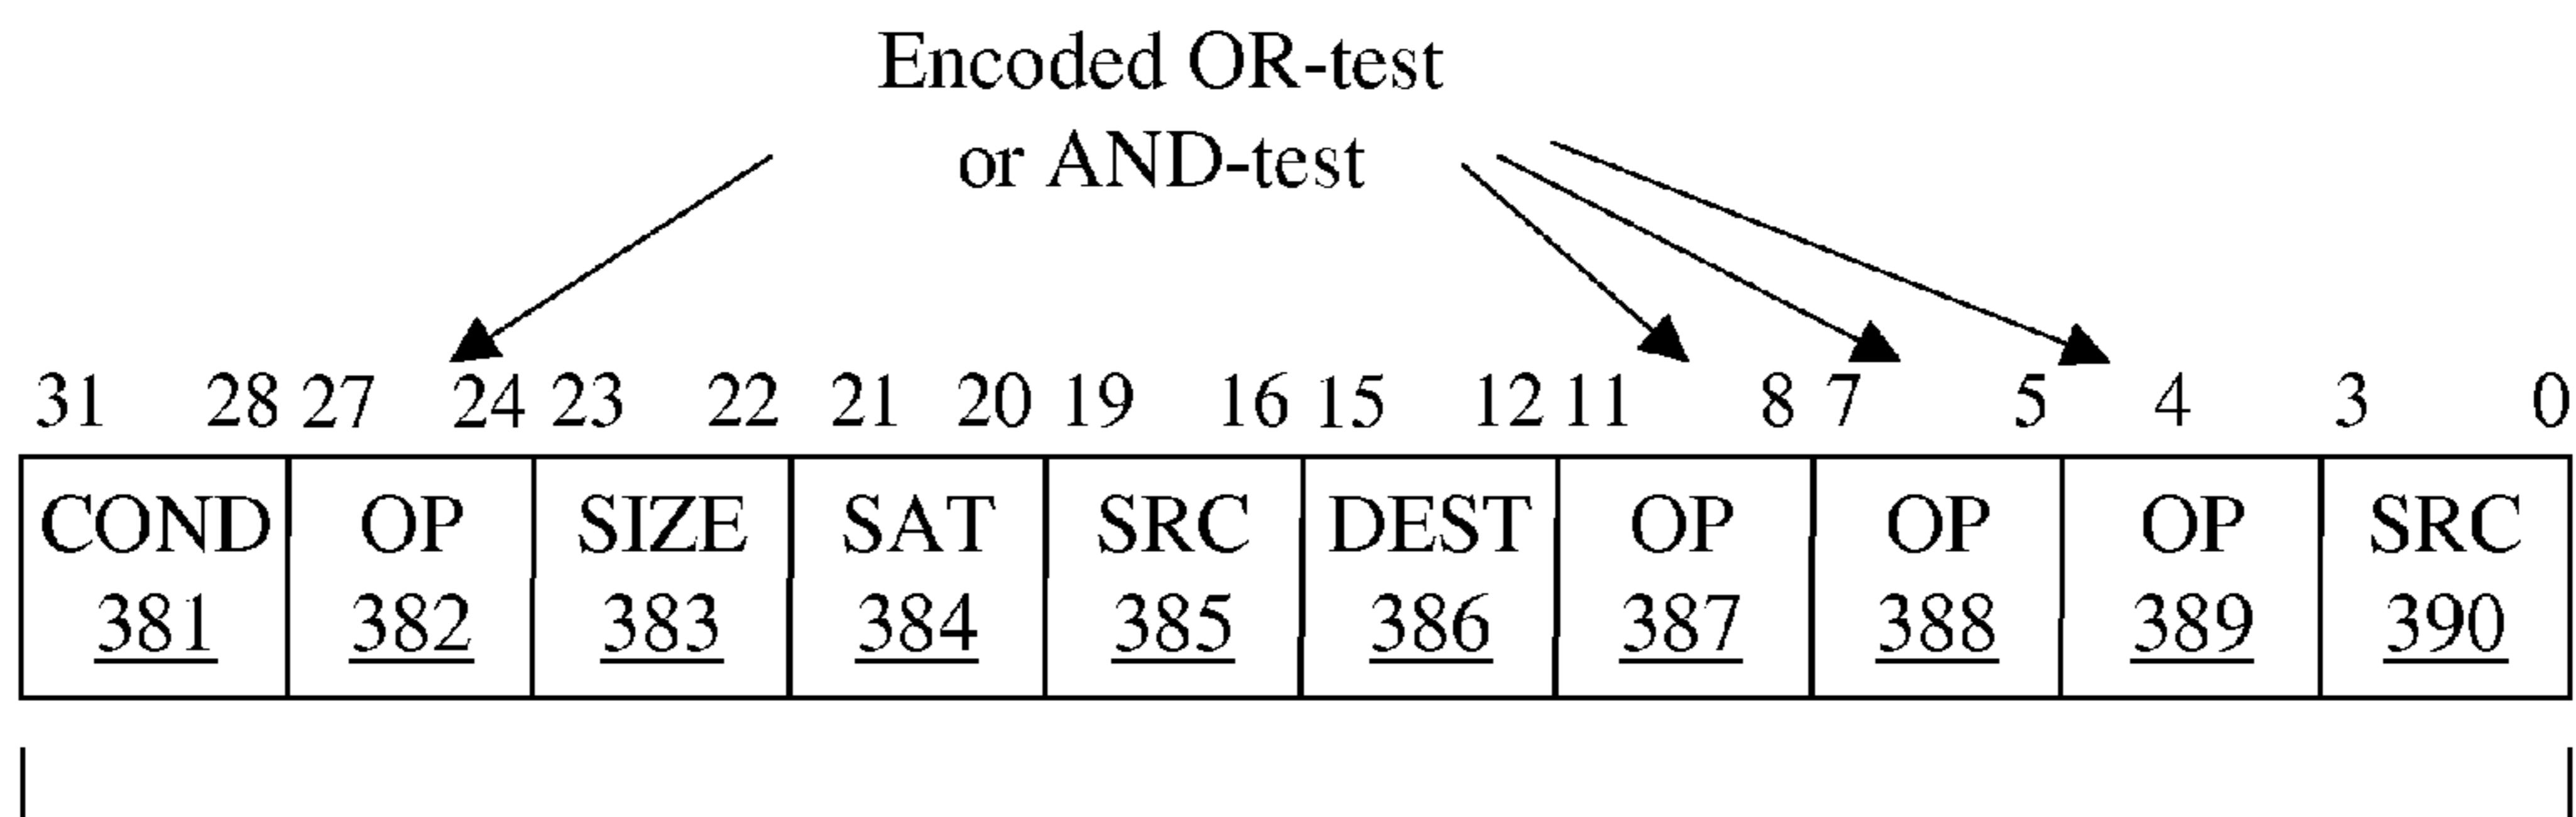 Encoded OR-test
or AND-test
31 28 27 24 23 22 21 20 19 16 15 12 11 8 7 5 4 3 0
COND OP SIZE SAT SRC DEST OP OP OP SRC
381 382 383 384 385 386 387 388 389 390